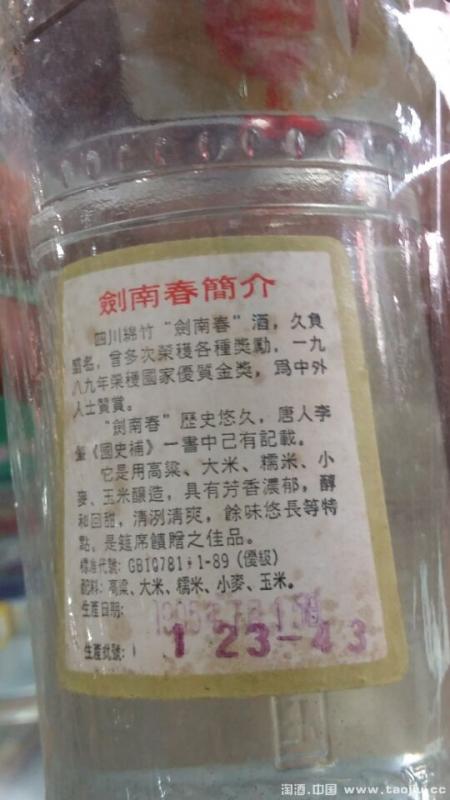 劍南春簡介
四川綿竹“劍南春”酒，久負
盛名，曾多次榮穫各種獎勵，一九
八九年榮穫國家優質金獎，爲中外
人士贊賞。
“劍南春”歷史悠久，唐人李
肇《國史補》一書中己有記載。
它是用高粱、大米、糯米、小
麥、玉米釀造，具有芳香濃郁，醇
和回甜，清洌清爽，餘味悠長等特
點，是筵席饋贈之佳品。
標准代號：GB10781·1-89（優級）
配料：高粱、大米、糯米、小麥、玉米。
生產日期：
1 23-43
生產批號：
淘酒.中国 www.taojiu.cc